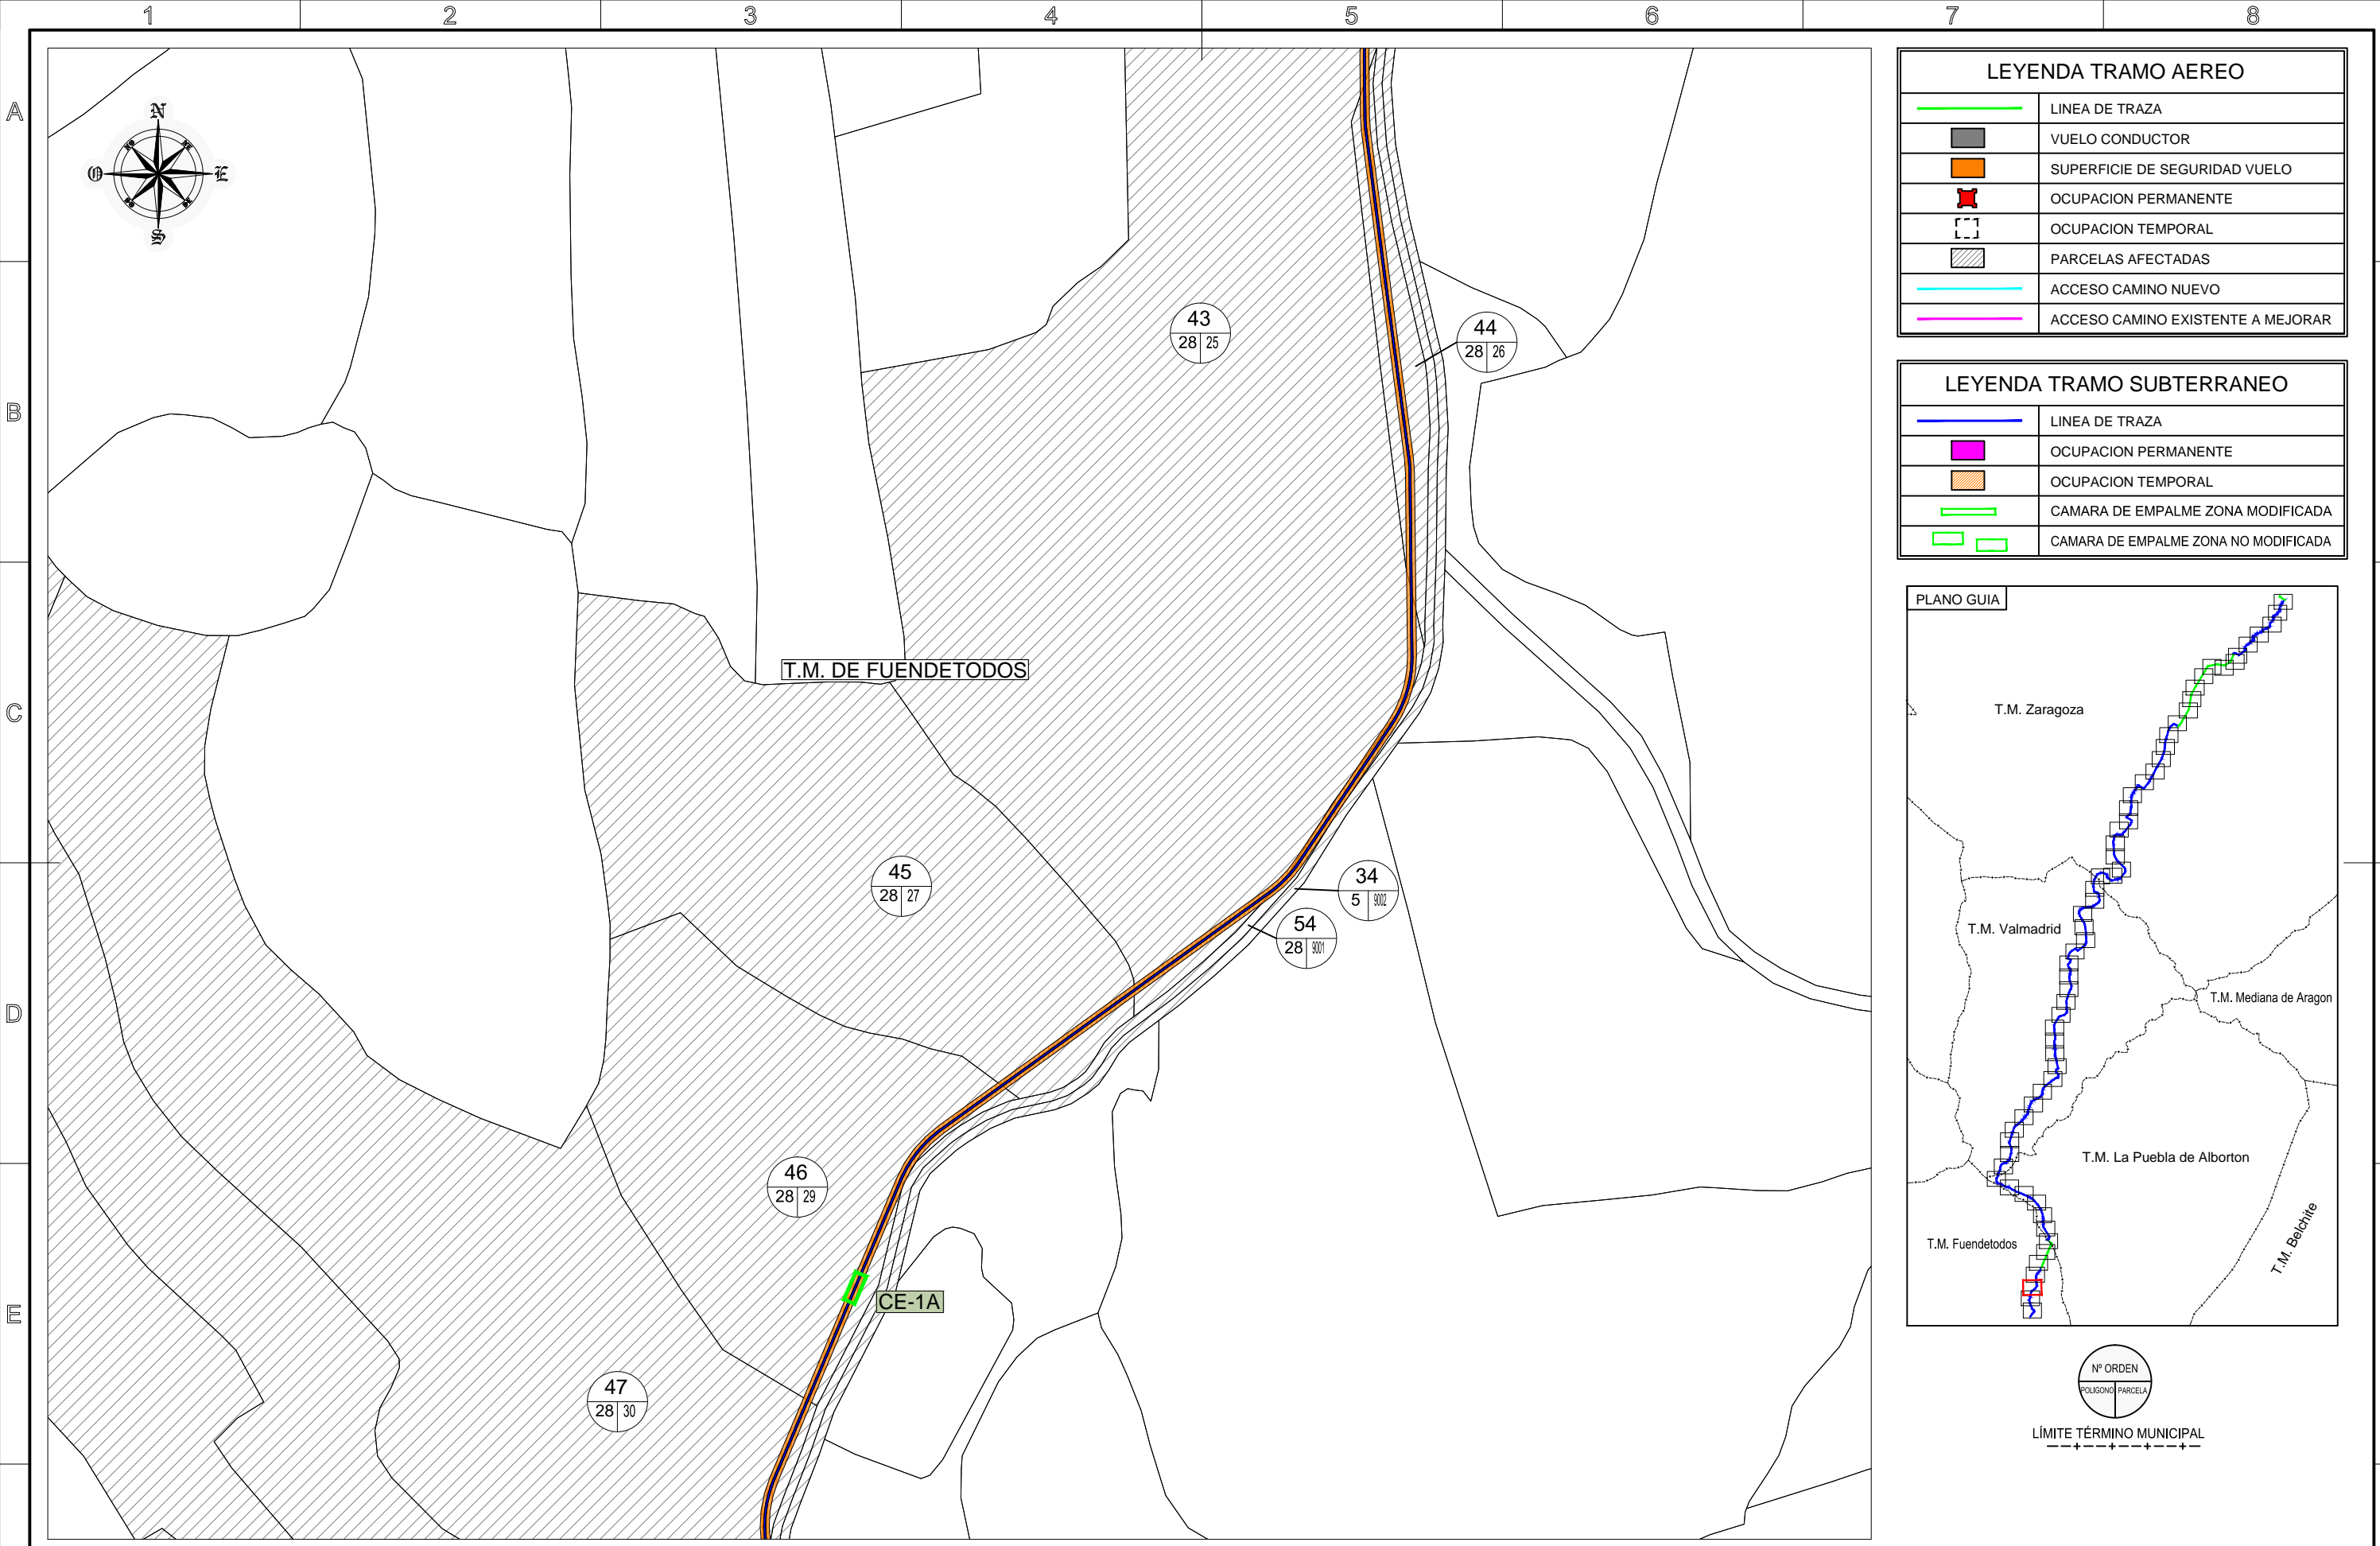 1 2 3 4 5 6 7 8
A
B
C
D
E
N
O E
S
43
28 25
44
28 26
T.M. DE FUENDETODOS
45
28 27
34
5 9002
54
28 9001
46
28 29
CE-1A
47
28 30
LEYENDA TRAMO AEREO
LINEA DE TRAZA
VUELO CONDUCTOR
SUPERFICIE DE SEGURIDAD VUELO
OCUPACION PERMANENTE
OCUPACION TEMPORAL
PARCELAS AFECTADAS
ACCESO CAMINO NUEVO
ACCESO CAMINO EXISTENTE A MEJORAR
LEYENDA TRAMO SUBTERRANEO
LINEA DE TRAZA
OCUPACION PERMANENTE
OCUPACION TEMPORAL
CAMARA DE EMPALME ZONA MODIFICADA
CAMARA DE EMPALME ZONA NO MODIFICADA
PLANO GUIA
T.M. Zaragoza
T.M. Valmadrid
T.M. Mediana de Aragon
T.M. La Puebla de Alborton
T.M. Fuendetodos
T.M. Belchite
Nº ORDEN
POLIGONO PARCELA
LÍMITE TÉRMINO MUNICIPAL